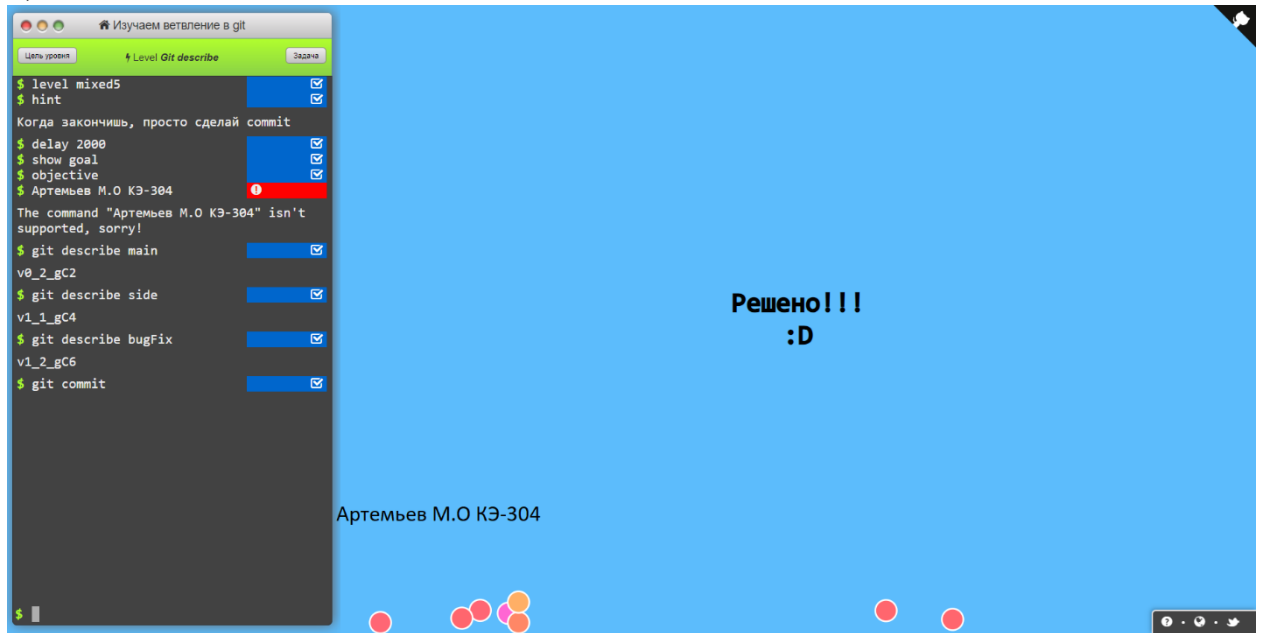 Изучаем ветвление в git
Цель уровня
Level Git describe
Задача
$ level mixed5
$ hint
Когда закончишь, просто сделай commit
$ delay 2000
$ show goal
$ objective
$ Артемьев М.О КЭ-304
The command "Артемьев М.О КЭ-304" isn't
supported, sorry!
$ git describe main
v0_2_gC2
$ git describe side
v1_1_gC4
$ git describe bugFix
v1_2_gC6
$ git commit
$
Решено!!!
:D
Артемьев М.О КЭ-304